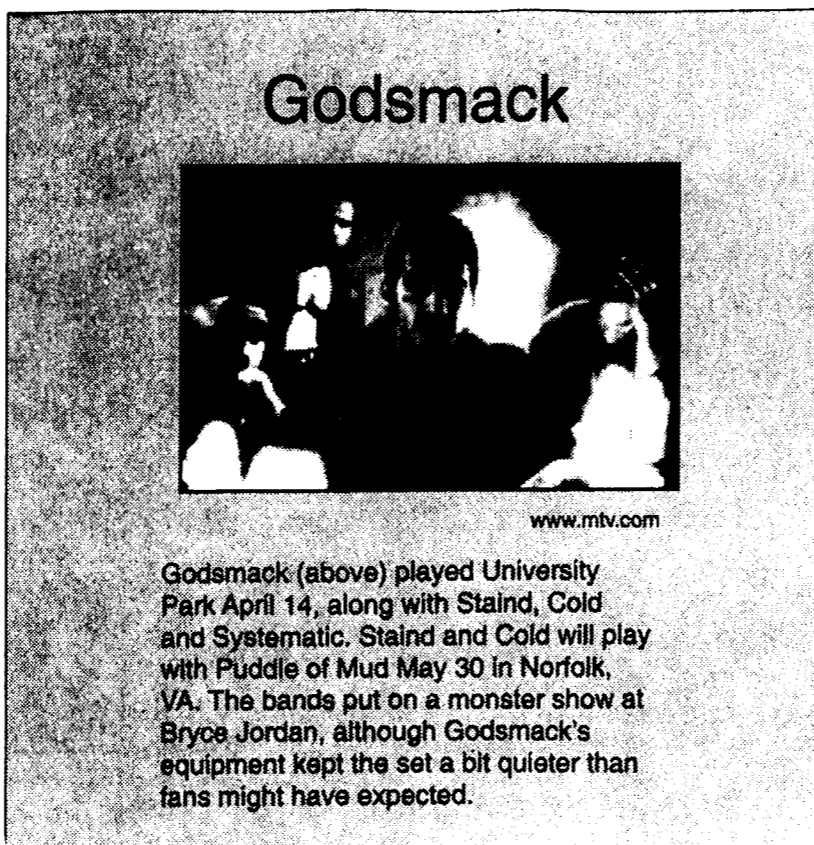 Godsmack
www.mtv.com
Godsmack (above) played University
Park April 14, along with Staind, Cold
and Systematic. Staind and Cold will play
with Puddle of Mud May 30 in Norfolk,
VA. The bands put on a monster show at
Bryce Jordan, although Godsmack's
equipment kept the set a bit quieter than
fans might have expected.